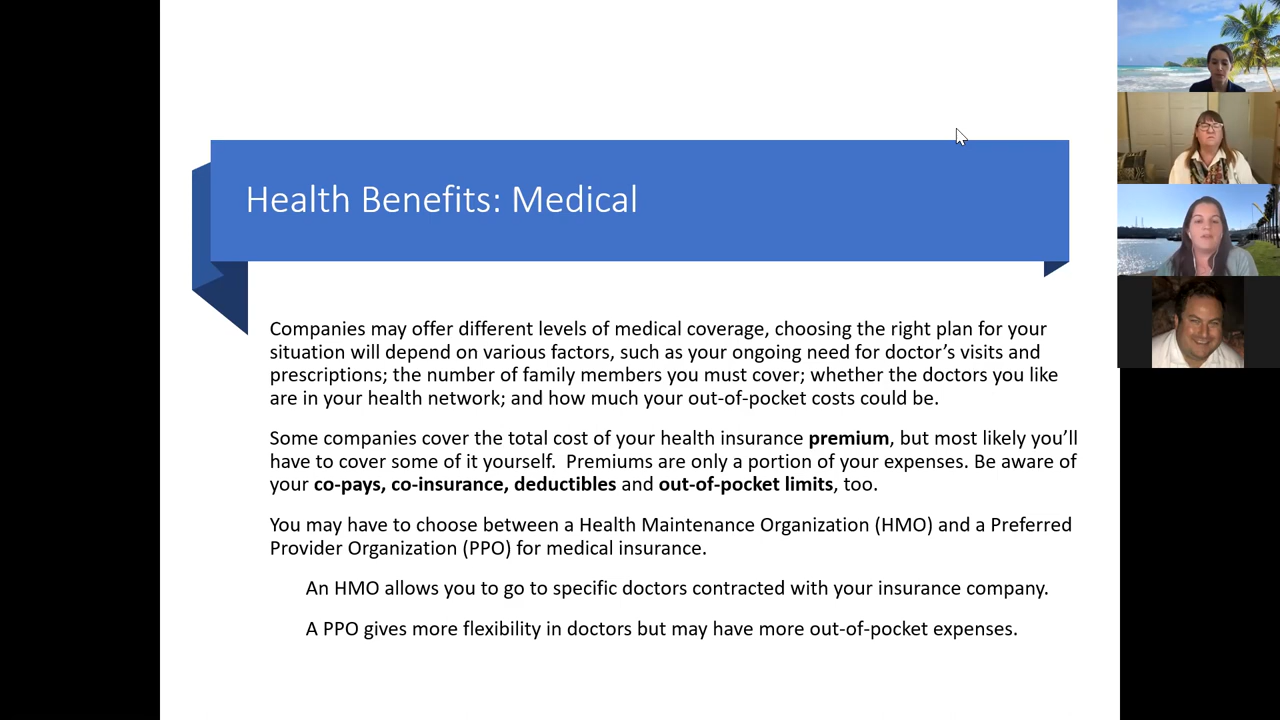 Health Benefits: Medical
Companies may offer different levels of medical coverage, choosing the right plan for your
situation will depend on various factors, such as your ongoing need for doctor’s visits and
prescriptions; the number of family members you must cover; whether the doctors you like
are in your health network; and how much your out-of-pocket costs could be.
Some companies cover the total cost of your health insurance premium, but most likely you’ll
have to cover some of it yourself.  Premiums are only a portion of your expenses. Be aware of
your co-pays, co-insurance, deductibles and out-of-pocket limits, too.
You may have to choose between a Health Maintenance Organization (HMO) and a Preferred
Provider Organization (PPO) for medical insurance.
An HMO allows you to go to specific doctors contracted with your insurance company.
A PPO gives more flexibility in doctors but may have more out-of-pocket expenses.